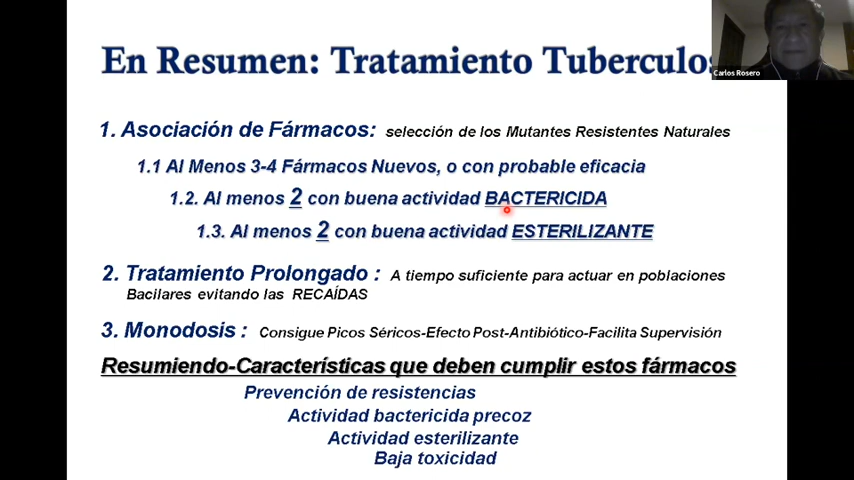 En Resumen: Tratamiento Tuberculos
Carlos Rosero
1. Asociación de Fármacos: selección de los Mutantes Resistentes Naturales
1.1 Al Menos 3-4 Fármacos Nuevos, o con probable eficacia
1.2. Al menos 2 con buena actividad BACTERICIDA
1.3. Al menos 2 con buena actividad ESTERILIZANTE
2. Tratamiento Prolongado : A tiempo suficiente para actuar en poblaciones
Bacilares evitando las RECAÍDAS
3. Monodosis : Consigue Picos Séricos-Efecto Post-Antibiótico-Facilita Supervisión
Resumiendo-Características que deben cumplir estos fármacos
Prevención de resistencias
Actividad bactericida precoz
Actividad esterilizante
Baja toxicidad